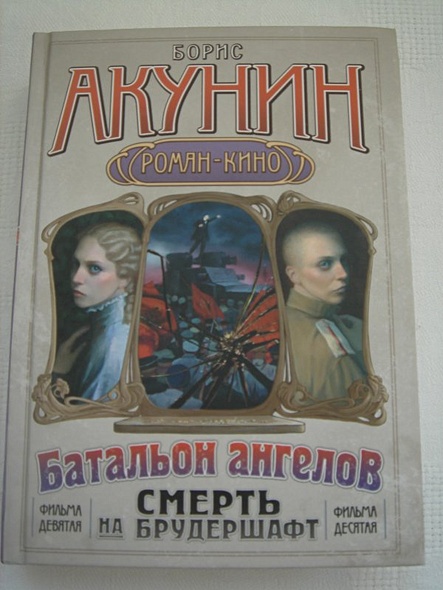 БОРИС
АКУНИН
РОМАН-КИНО
Батальон ангелов
ФИЛЬМА ДЕВЯТАЯ
СМЕРТЬ
НА БРУДЕРШАФТ
ФИЛЬМА ДЕСЯТАЯ